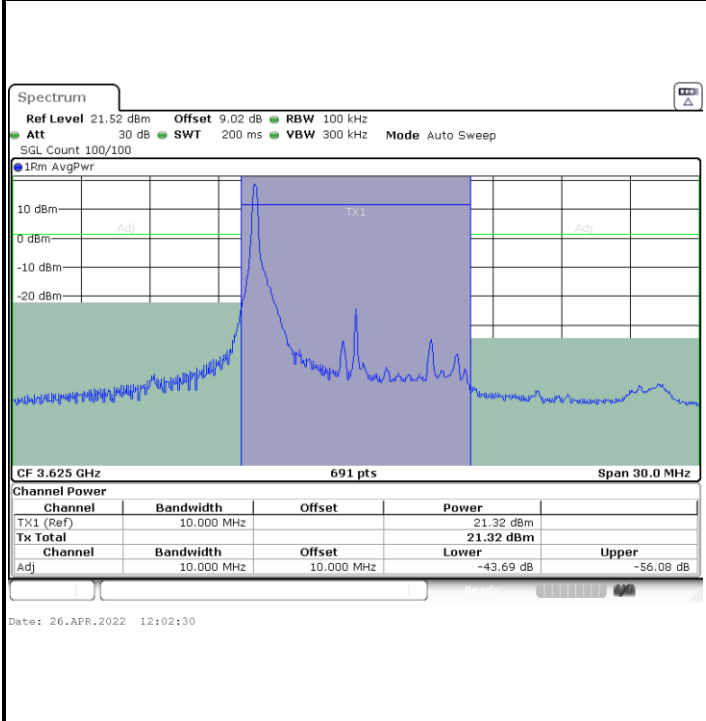 Spectrum
Ref Level 21.52 dBm Offset 9.02 dB RBW 100 kHz
Att 30 dB SWT 200 ms VBW 300 kHz Mode Auto Sweep
SGL Count 100/100
1Rm AvgPwr
10 dBm
TX1
Adj
Adj
0 dBm
-10 dBm
-20 dBm
CF 3.625 GHz 691 pts Span 30.0 MHz
Channel Power
Channel Bandwidth Offset Power
TX1 (Ref) 10.000 MHz 21.32 dBm
Tx Total 21.32 dBm
Channel Bandwidth Offset Lower Upper
Adj 10.000 MHz 10.000 MHz -43.69 dB -56.08 dB
Ready
Date: 26.APR.2022 12:02:30